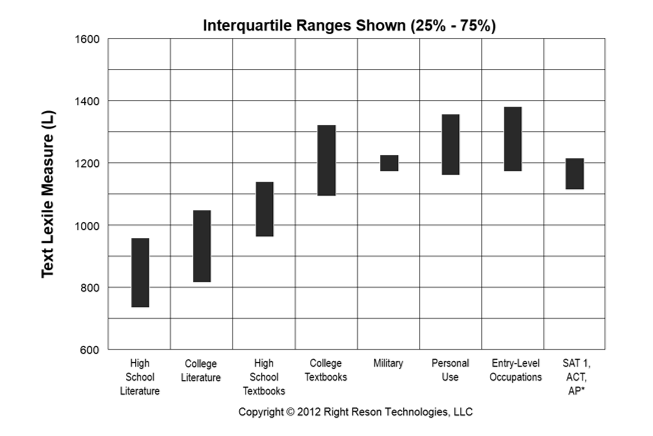 Interquartile Ranges Shown (25% - 75%)
Text Lexile Measure (L)
1600
1400
1200
1000
800
600
High
School
Literature
College
Literature
High
School
Textbooks
College
Textbooks
Military
Personal
Use
Entry-Level
Occupations
SAT 1,
ACT,
AP*
Copyright © 2012 Right Reson Technologies, LLC